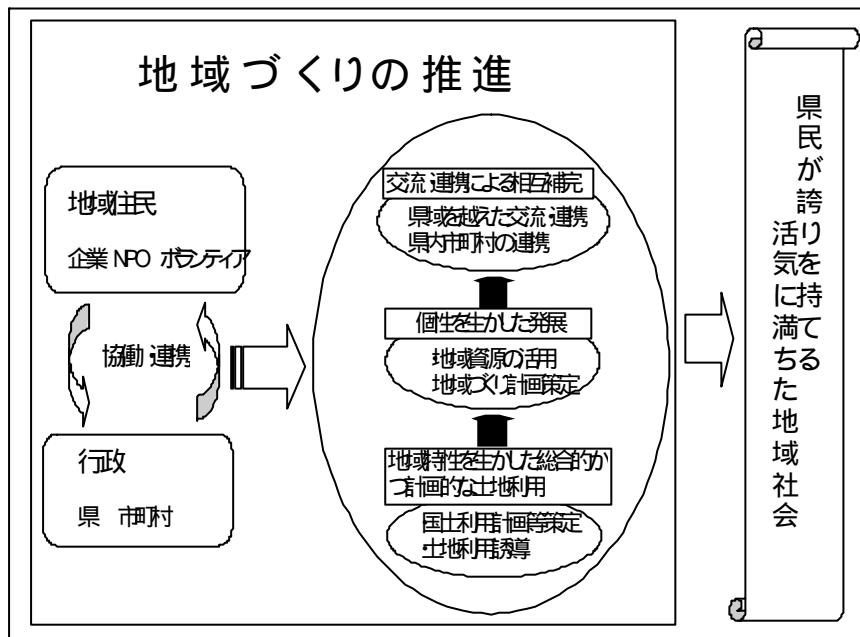 地域づくりの推進
地域住民
企業 NPO ボランティア
協働・連携
行政
県 市町村
交流・連携による相互補完
県域を越えた交流・連携
県内市町村の連携
個性を生かした発展
地域資源の活用
地域づくり計画策定
地域特性を生かした総合的か
つ計画的な土地利用
国土利用計画等策定
・土地利用誘導
県民が誇りを持てる
活気に満ちた地域社会